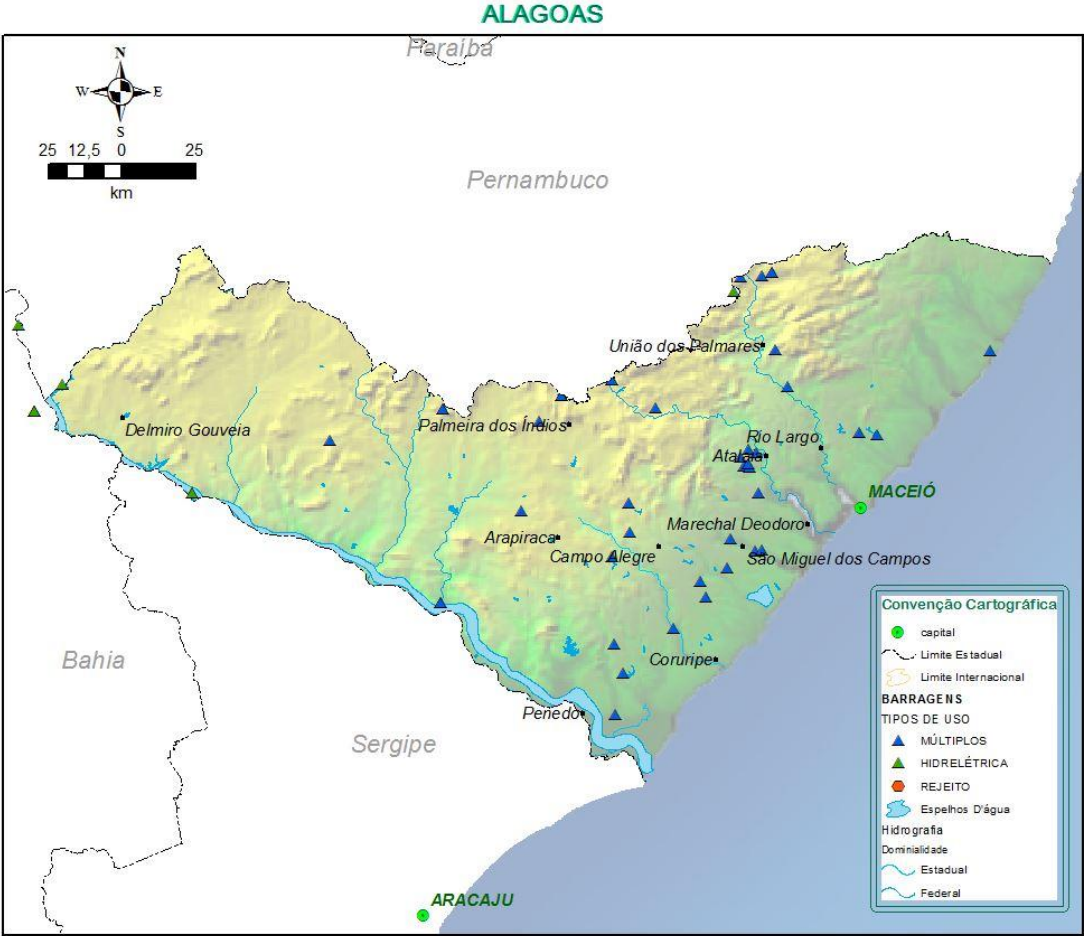 ALAGOAS
Paraíba
N
W E
S
25 12,5 0 25
km
Pernambuco
União dos Palmares
Delmiro Gouveia
Palmeira dos Índios
Rio Largo
Atalaia
MACEIÓ
Marechal Deodoro
Arapiraca
Campo Alegre
São Miguel dos Campos
Bahia
Coruripe
Penedo
Sergipe
ARACAJU
Convenção Cartográfica
capital
Limite Estadual
Limite Internacional
BARRAGENS
TIPOS DE USO
MÚLTIPLOS
HIDRELÉTRICA
REJEITO
Espelhos D'água
Hidrografia
Dominialidade
Estadual
Federal